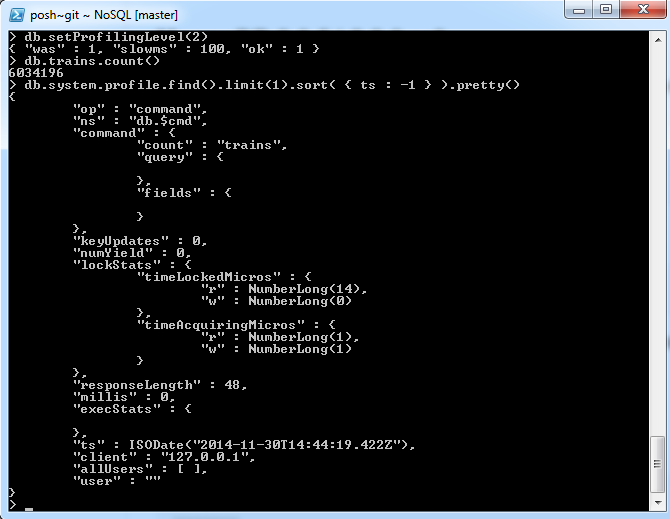 posh~git ~ NoSQL [master]
> db.setProfilingLevel(2)
{ "was" : 1, "slowms" : 100, "ok" : 1 }
> db.trains.count()
6034196
> db.system.profile.find().limit(1).sort( { ts : -1 } ).pretty()
{
        "op" : "command",
        "ns" : "db.$cmd",
        "command" : {
                "count" : "trains",
                "query" : {

                },
                "fields" : {

                }
        },
        "keyUpdates" : 0,
        "numYield" : 0,
        "lockStats" : {
                "timeLockedMicros" : {
                        "r" : NumberLong(14),
                        "w" : NumberLong(0)
                },
                "timeAcquiringMicros" : {
                        "r" : NumberLong(1),
                        "w" : NumberLong(1)
                }
        },
        "responseLength" : 48,
        "millis" : 0,
        "execStats" : {

        },
        "ts" : ISODate("2014-11-30T14:44:19.422Z"),
        "client" : "127.0.0.1",
        "allUsers" : [ ],
        "user" : ""
}
> _